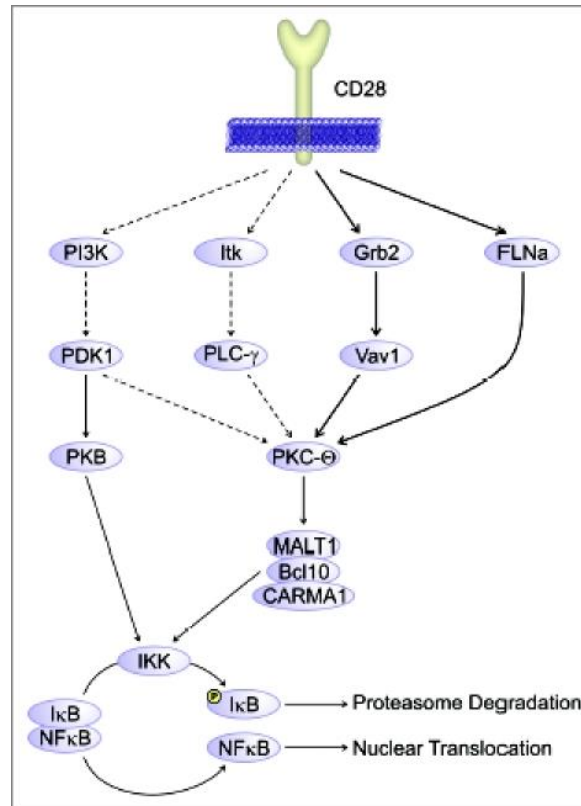 CD28
PI3K
Itk
Grb2
FLNa
PDK1
PLC-γ
Vav1
PKB
PKC-Θ
MALT1
Bcl10
CARMA1
IKK
P
IκB
Proteasome Degradation
IκB
NFκB
NFκB
Nuclear Translocation